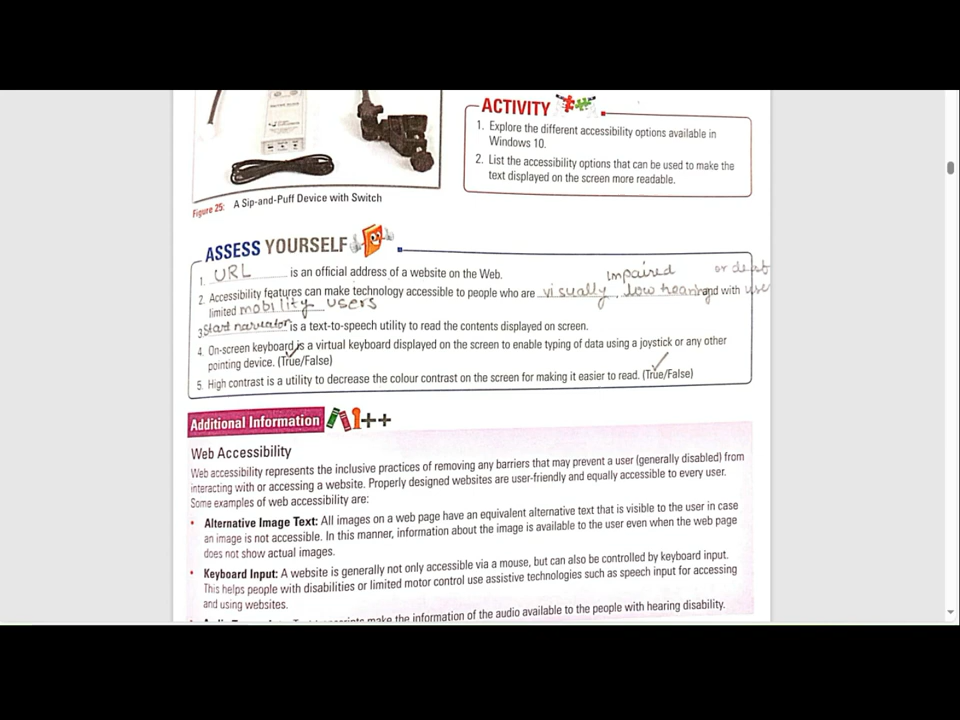 ACTIVITY
1. Explore the different accessibility options available in
Windows 10.
2. List the accessibility options that can be used to make the
text displayed on the screen more readable.
Figure 25: A Sip-and-Puff Device with Switch
ASSESS YOURSELF
1. URL is an official address of a website on the Web.
impaired or deaf
2. Accessibility features can make technology accessible to people who are visually, low hearing and with user
limited mobility users
3. Start narrator is a text-to-speech utility to read the contents displayed on screen.
4. On-screen keyboard is a virtual keyboard displayed on the screen to enable typing of data using a joystick or any other
pointing device. (True/False)
5. High contrast is a utility to decrease the colour contrast on the screen for making it easier to read. (True/False)
Additional Information
Web Accessibility
Web accessibility represents the inclusive practices of removing any barriers that may prevent a user (generally disabled) from
interacting with or accessing a website. Properly designed websites are user-friendly and equally accessible to every user.
Some examples of web accessibility are:
• Alternative Image Text: All images on a web page have an equivalent alternative text that is visible to the user in case
an image is not accessible. In this manner, information about the image is available to the user even when the web page
does not show actual images.
• Keyboard Input: A website is generally not only accessible via a mouse, but can also be controlled by keyboard input.
This helps people with disabilities or limited motor control use assistive technologies such as speech input for accessing
and using websites.
make the information of the audio available to the people with hearing disability.